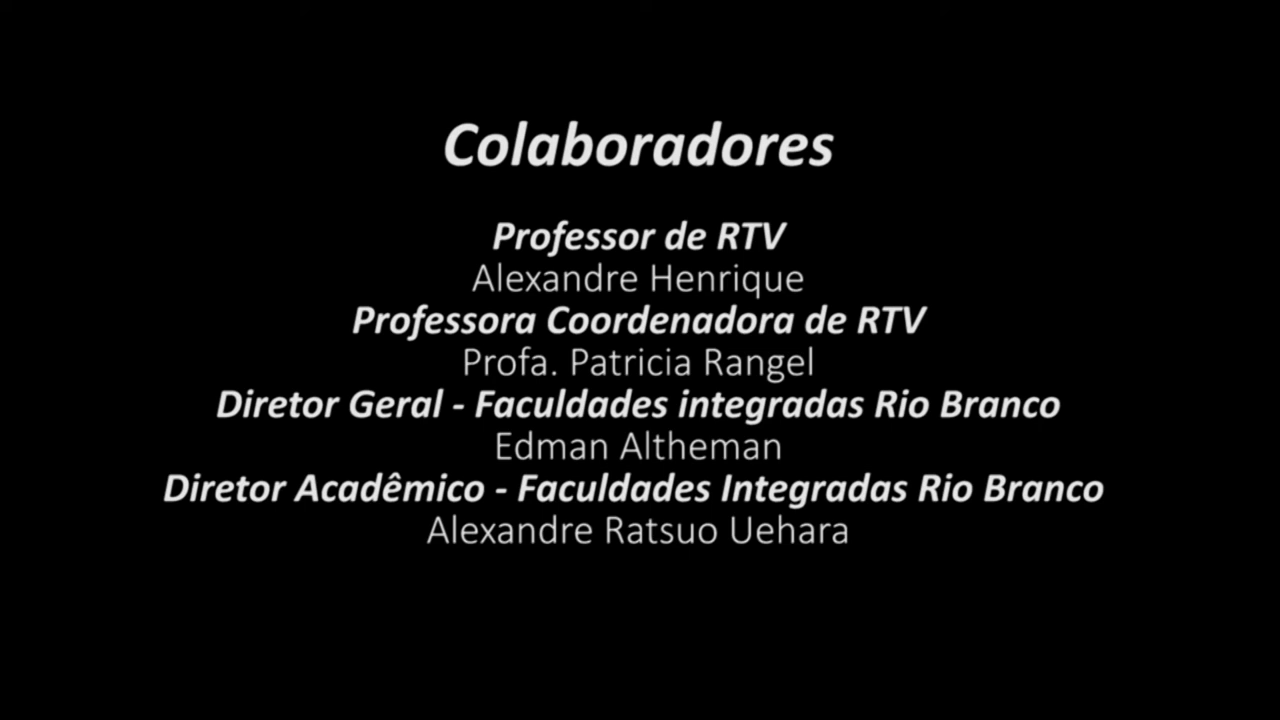 Colaboradores
Professor de RTV
Alexandre Henrique
Professora Coordenadora de RTV
Profa. Patricia Rangel
Diretor Geral - Faculdades integradas Rio Branco
Edman Altheman
Diretor Acadêmico - Faculdades Integradas Rio Branco
Alexandre Ratsuo Uehara